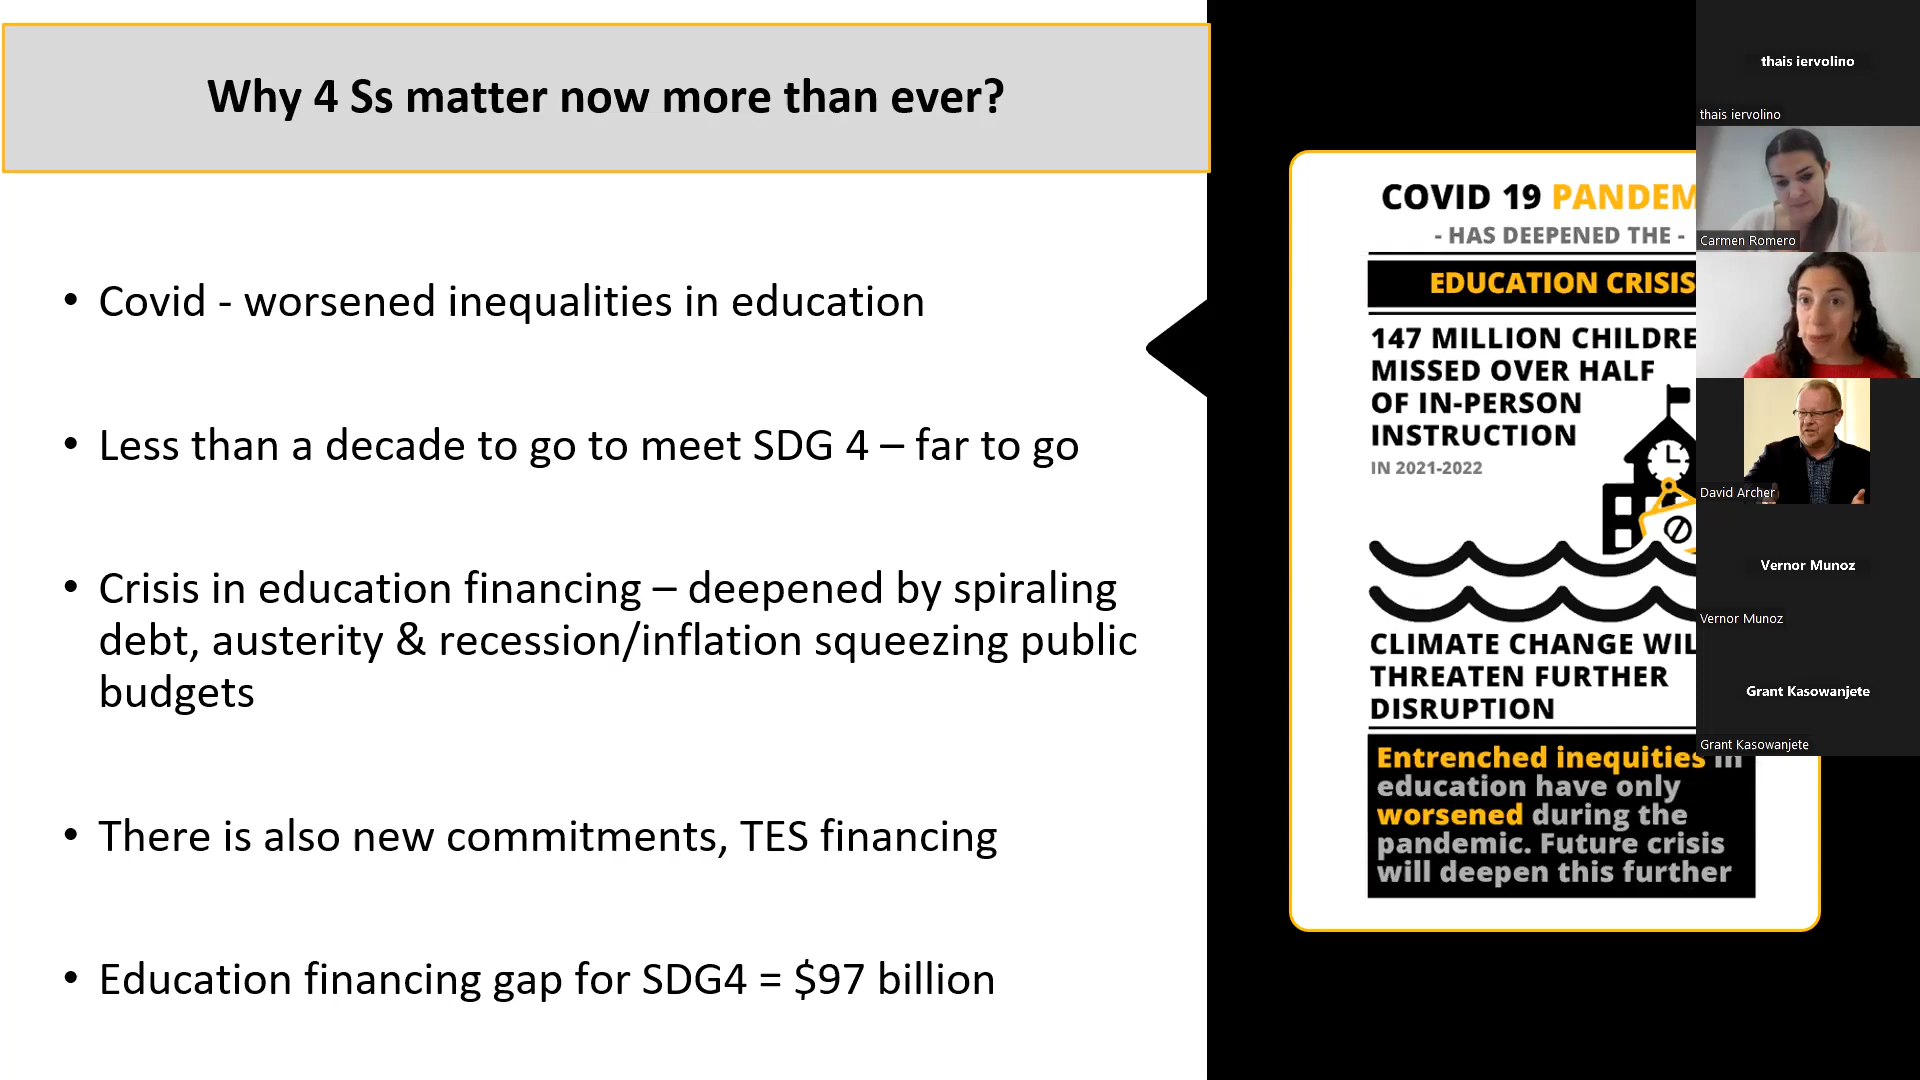 Why 4 Ss matter now more than ever?
• Covid - worsened inequalities in education
• Less than a decade to go to meet SDG 4 – far to go
• Crisis in education financing – deepened by spiraling
debt, austerity & recession/inflation squeezing public
budgets
• There is also new commitments, TES financing
• Education financing gap for SDG4 = $97 billion
COVID 19 PANDEM
- HAS DEEPENED THE -
EDUCATION CRISIS
147 MILLION CHILDRE
MISSED OVER HALF
OF IN-PERSON
INSTRUCTION
IN 2021-2022
CLIMATE CHANGE WIL
THREATEN FURTHER
DISRUPTION
Entrenched inequities in
education have only
worsened during the
pandemic. Future crisis
will deepen this further
thais iervolino
thais iervolino
Carmen Romero
David Archer
Vernor Munoz
Vernor Munoz
Grant Kasowanjete
Grant Kasowanjete